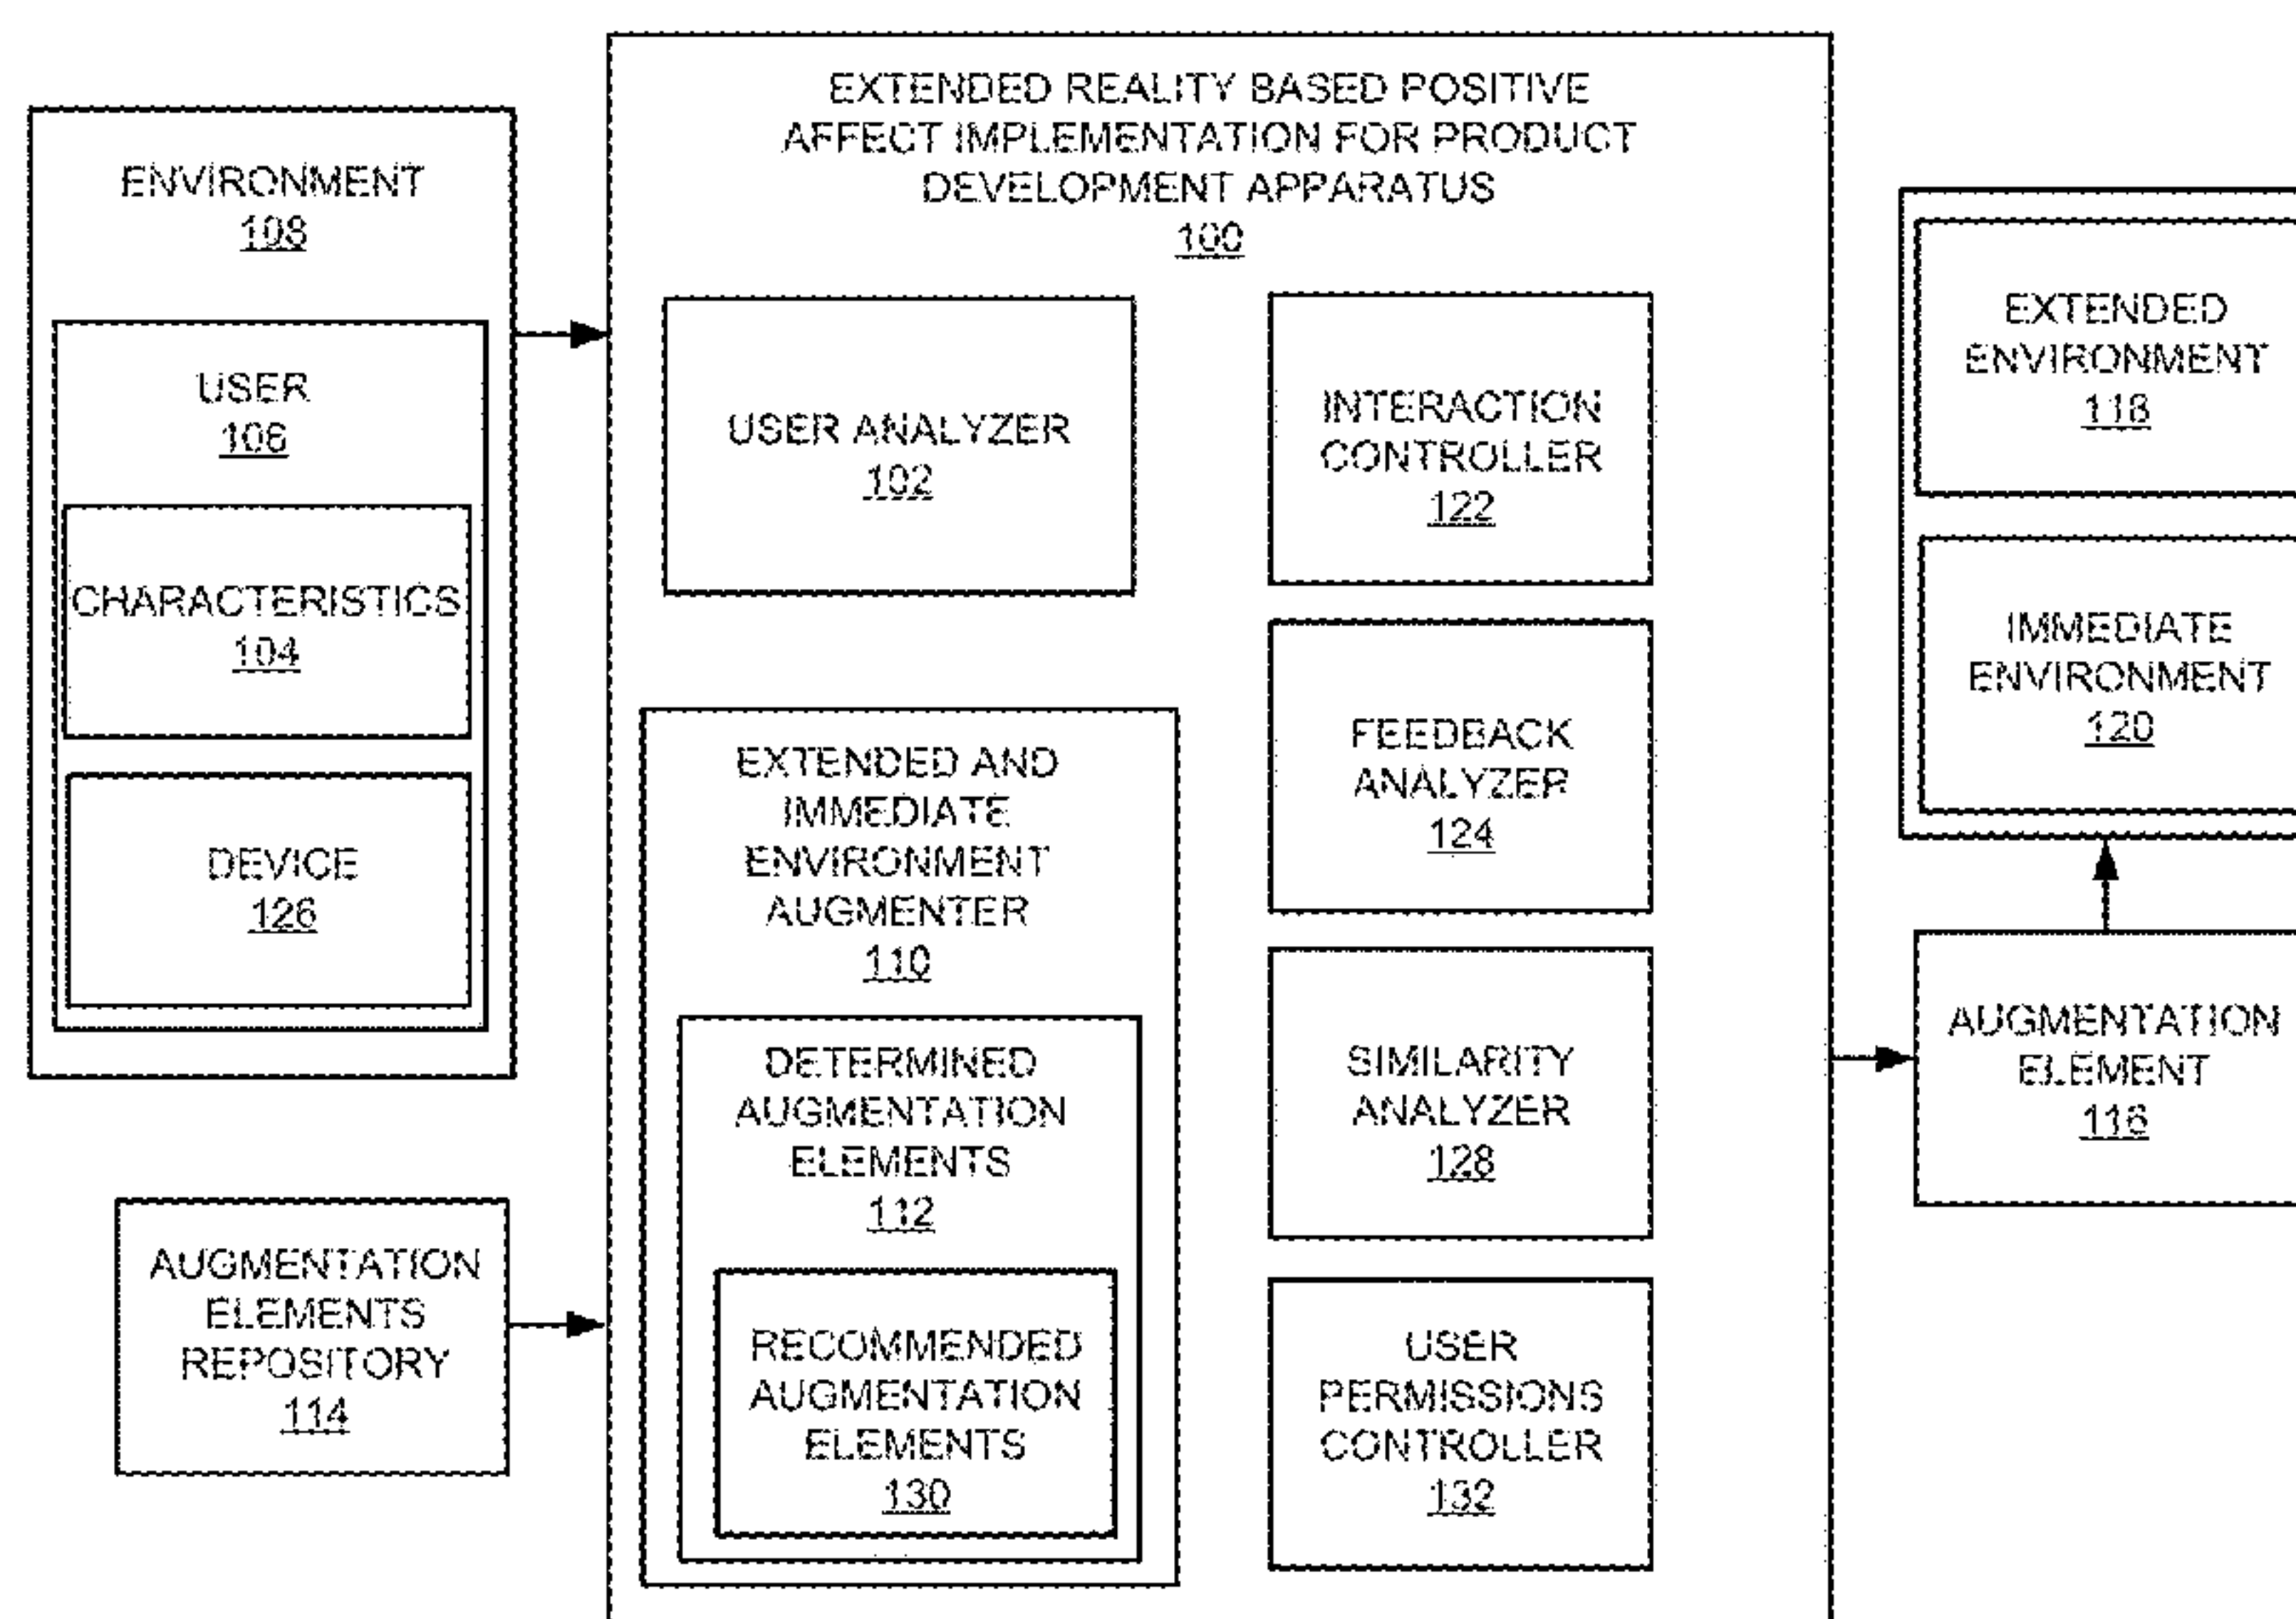 EXTENDED REALITY BASED POSITIVE
AFFECT IMPLEMENTATION FOR PRODUCT
DEVELOPMENT APPARATUS
100
ENVIRONMENT
108
USER
106
CHARACTERISTICS
104
DEVICE
126
AUGMENTATION
ELEMENTS
REPOSITORY
114
USER ANALYZER
102
EXTENDED AND
IMMEDIATE
ENVIRONMENT
AUGMENTER
110
DETERMINED
AUGMENTATION
ELEMENTS
112
RECOMMENDED
AUGMENTATION
ELEMENTS
130
INTERACTION
CONTROLLER
122
FEEDBACK
ANALYZER
124
SIMILARITY
ANALYZER
128
USER
PERMISSIONS
CONTROLLER
132
EXTENDED
ENVIRONMENT
118
IMMEDIATE
ENVIRONMENT
120
AUGMENTATION
ELEMENT
116